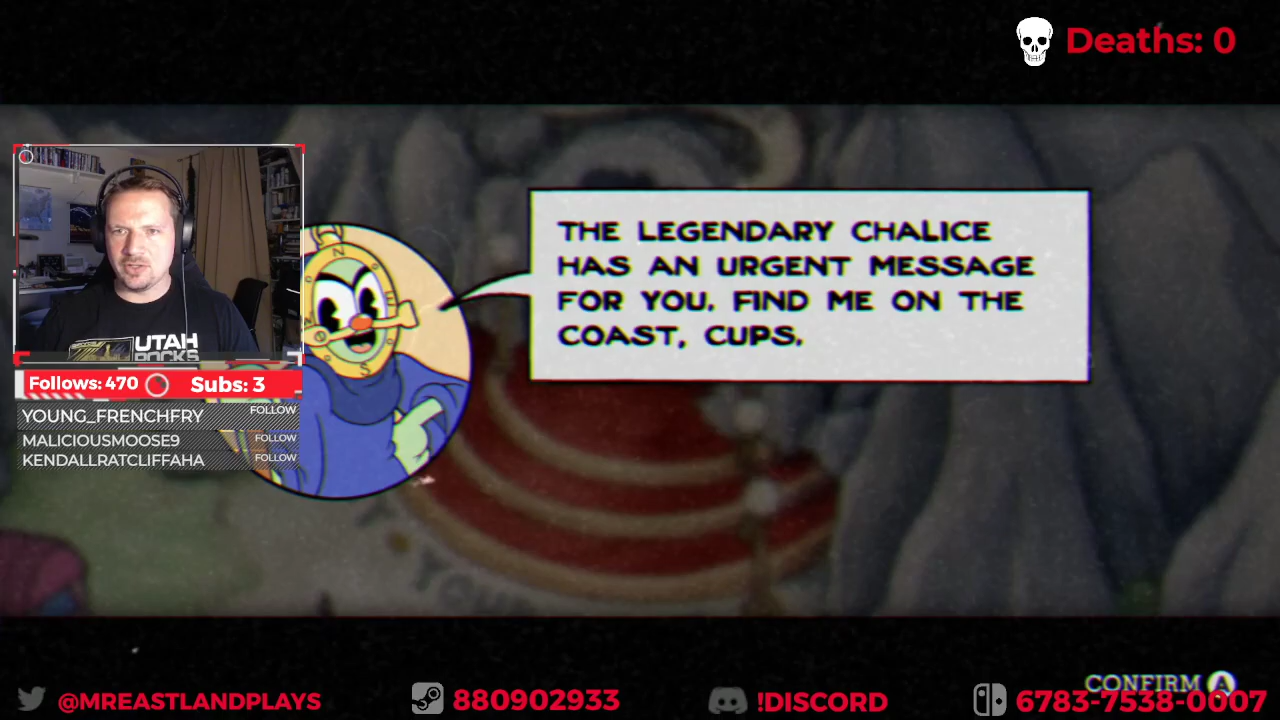 Deaths: 0
THE LEGENDARY CHALICE
HAS AN URGENT MESSAGE
FOR YOU. FIND ME ON THE
COAST, CUPS.
UTAH
ROCKS
Follows: 470
Subs: 3
YOUNG_FRENCHFRY FOLLOW
MALICIOUSMOOSE9 FOLLOW
KENDALLRATCLIFFAHA FOLLOW
N
E
S
CONFIRM A
@MREASTLANDPLAYS
880902933
!DISCORD
6783-7538-0007